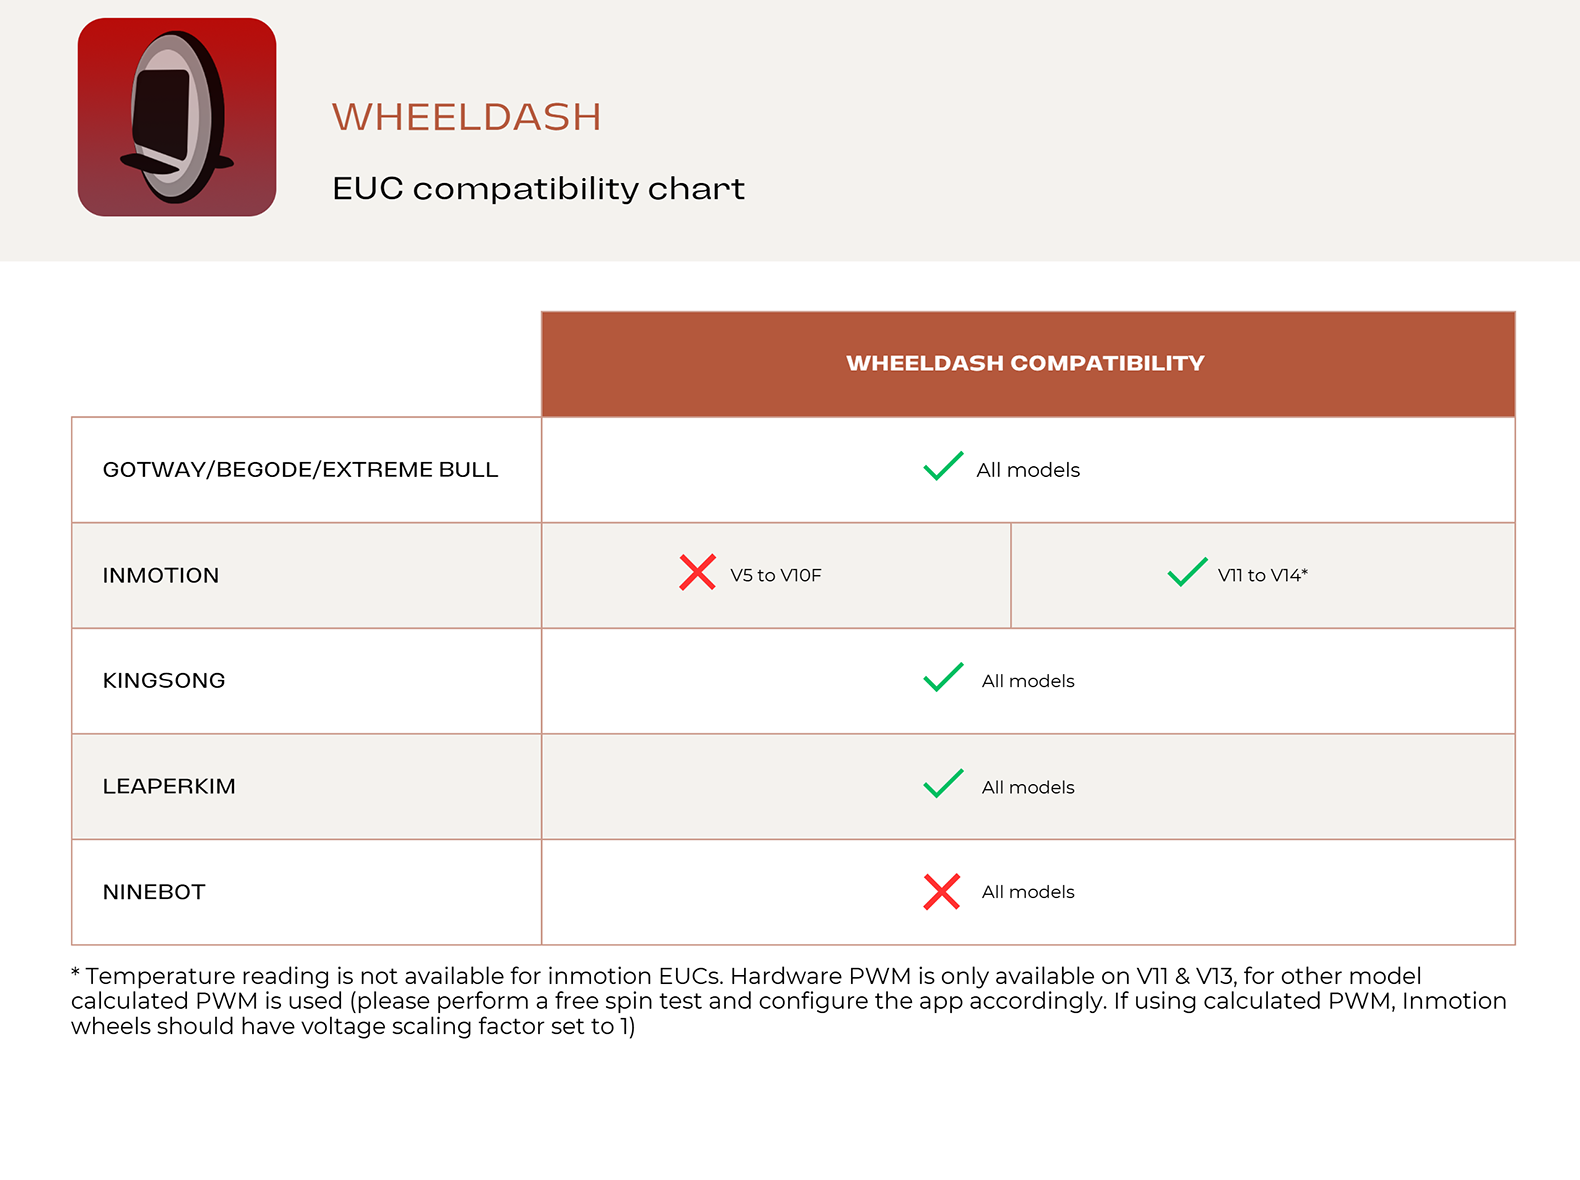 WHEELDASH
EUC compatibility chart
WHEELDASH COMPATIBILITY
GOTWAY/BEGODE/EXTREME BULL
All models
INMOTION
V5 to V10F
V11 to V14*
KINGSONG
All models
LEAPERKIM
All models
NINEBOT
All models
* Temperature reading is not available for inmotion EUCs. Hardware PWM is only available on V11 & V13, for other model
calculated PWM is used (please perform a free spin test and configure the app accordingly. If using calculated PWM, Inmotion
wheels should have voltage scaling factor set to 1)